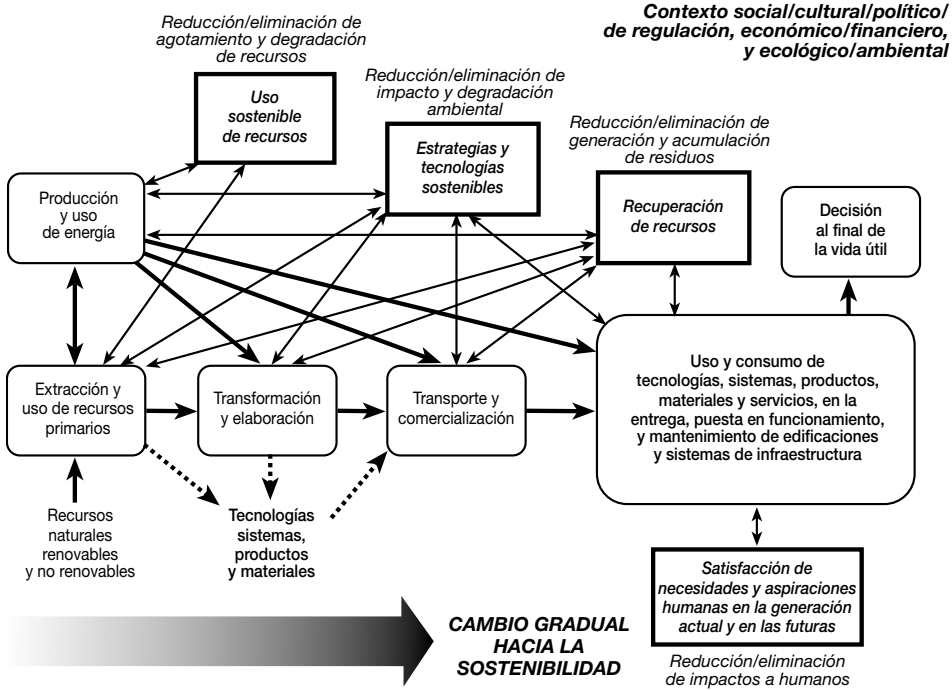 Contexto social/cultural/político/
de regulación, económico/financiero,
y ecológico/ambiental
Reducción/eliminación de
agotamiento y degradación
de recursos
Uso
sostenible
de recursos
Reducción/eliminación de
impacto y degradación
ambiental
Estrategias y
tecnologías
sostenibles
Reducción/eliminación de
generación y acumulación
de residuos
Recuperación
de recursos
Producción
y uso
de energía
Decisión
al final de
la vida útil
Extracción y
uso de recursos
primarios
Transformación
y elaboración
Transporte y
comercialización
Uso y consumo de
tecnologías, sistemas, productos,
materiales y servicios, en la
entrega, puesta en funcionamiento,
y mantenimiento de edificaciones
y sistemas de infraestructura
Recursos
naturales
renovables
y no renovables
Tecnologías
sistemas,
productos
y materiales
Satisfacción de
necesidades y aspiraciones
humanas en la generación
actual y en las futuras
Reducción/eliminación
de impactos a humanos
CAMBIO GRADUAL
HACIA LA
SOSTENIBILIDAD